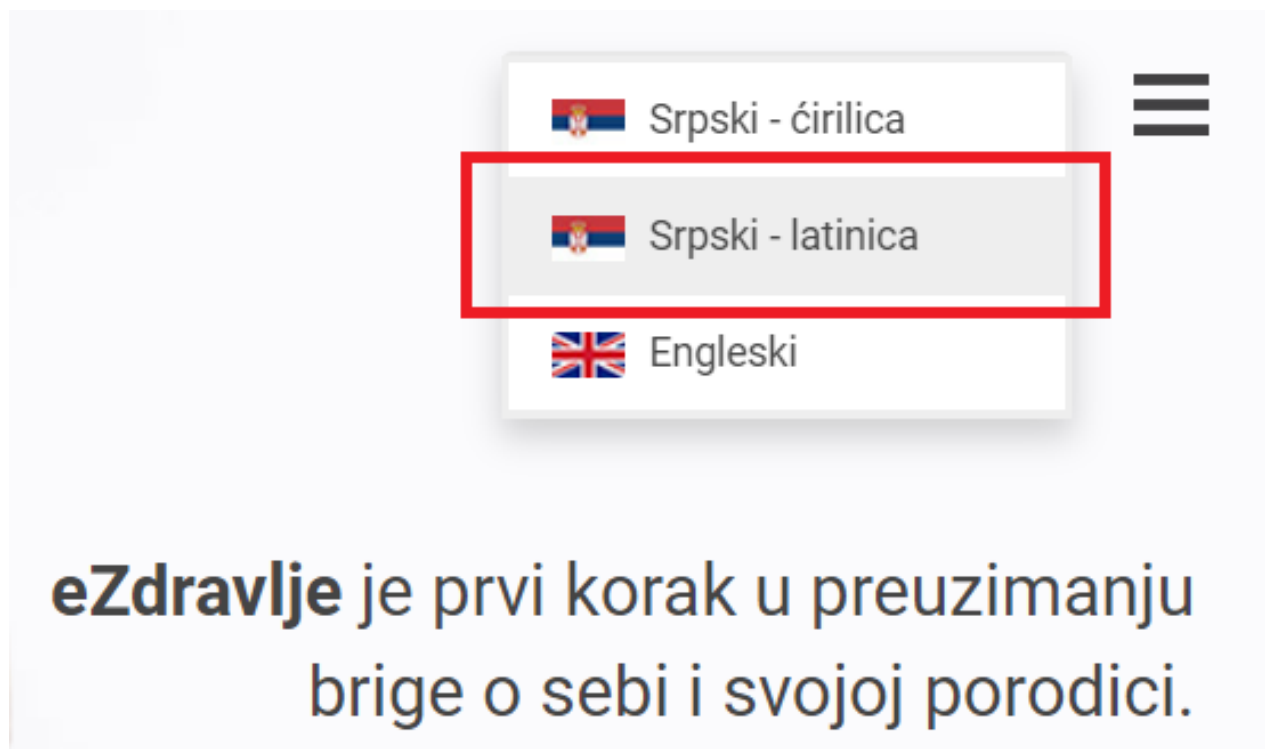 Srpski - ćirilica
Srpski - latinica
Engleski
eZdravlje je prvi korak u preuzimanju
brige o sebi i svojoj porodici.